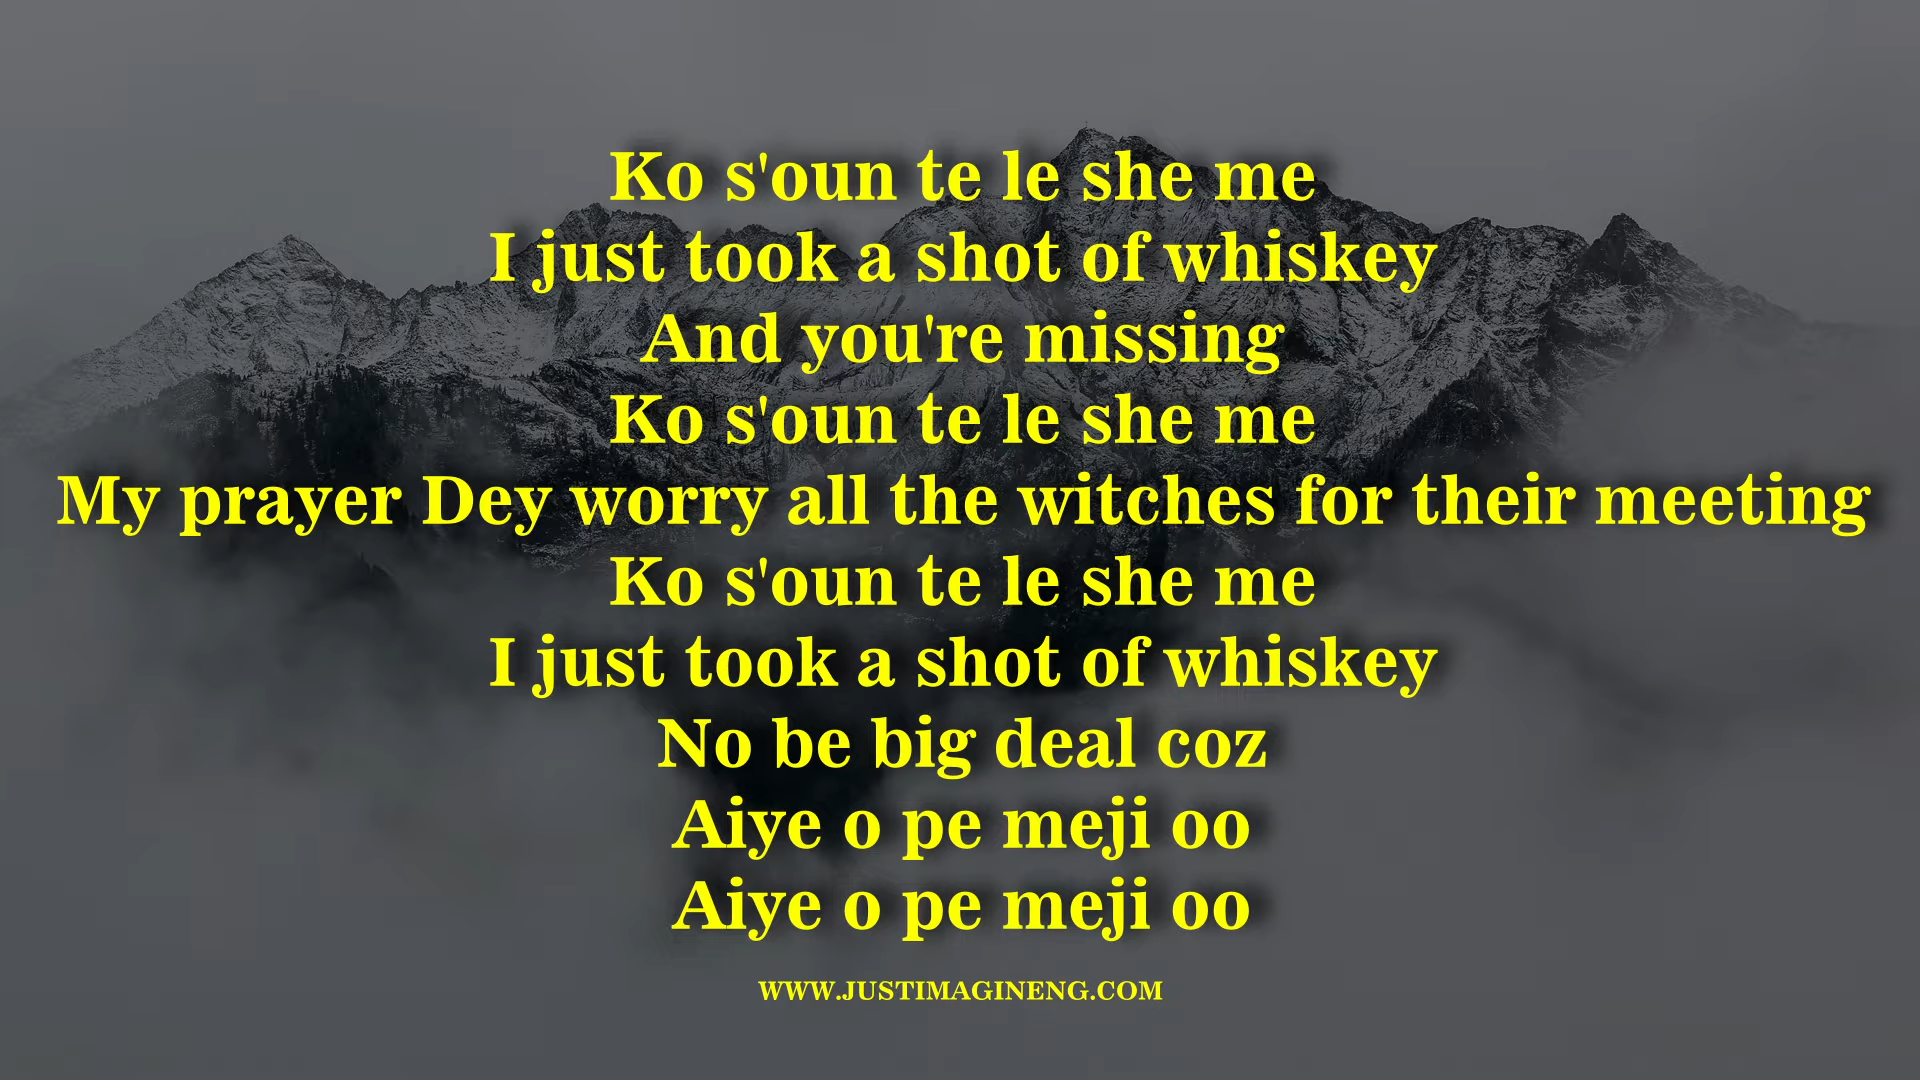 Ko s'oun te le she me
I just took a shot of whiskey
And you're missing
Ko s'oun te le she me
My prayer Dey worry all the witches for their meeting
Ko s'oun te le she me
I just took a shot of whiskey
No be big deal coz
Aiye o pe meji oo
Aiye o pe meji oo
WWW.JUSTIMAGINENG.COM